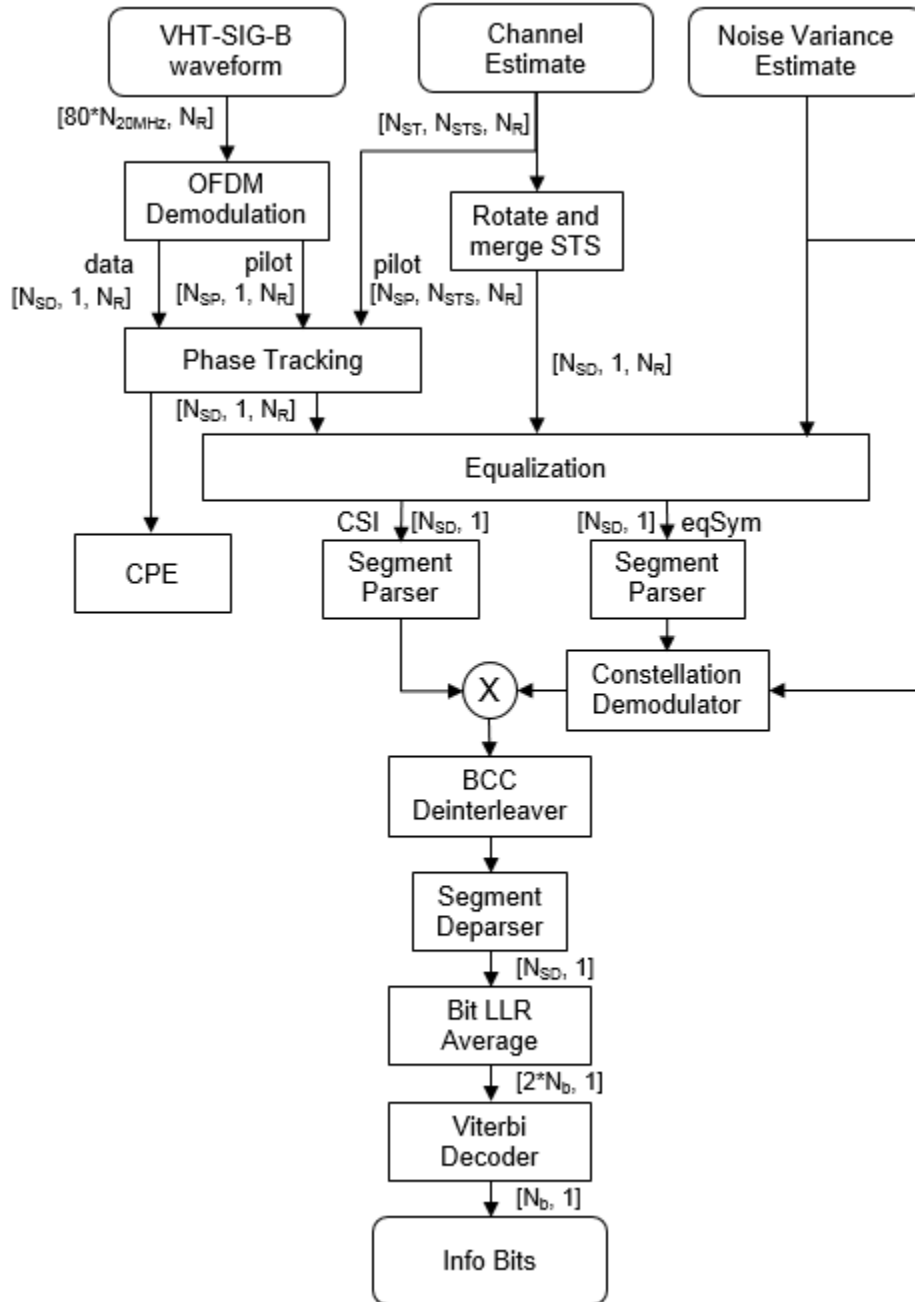 VHT-SIG-B
waveform
Channel
Estimate
Noise Variance
Estimate
[80*N20MHz, NR]
[NST, NSTS, NR]
OFDM
Demodulation
Rotate and
merge STS
data
pilot
pilot
[NSD, 1, NR]
[NSP, 1, NR]
[NSP, NSTS, NR]
Phase Tracking
[NSD, 1, NR]
[NSD, 1, NR]
Equalization
CSI
[NSD, 1]
[NSD, 1]
eqSym
CPE
Segment
Parser
Segment
Parser
X
Constellation
Demodulator
BCC
Deinterleaver
Segment
Deparser
[NSD, 1]
Bit LLR
Average
[2*Nb, 1]
Viterbi
Decoder
[Nb, 1]
Info Bits